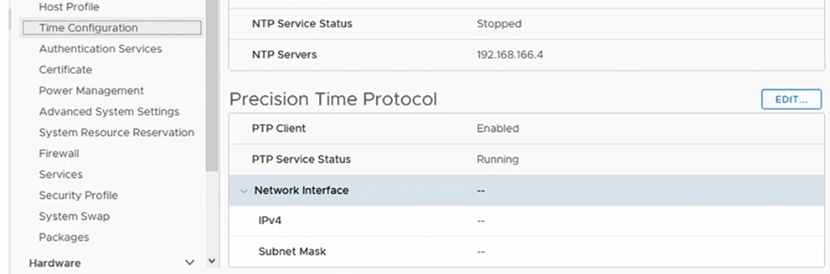 Host Profile
Time Configuration
Authentication Services
Certificate
Power Management
Advanced System Settings
System Resource Reservation
Firewall
Services
Security Profile
System Swap
Packages
Hardware
NTP Service Status Stopped
NTP Servers 192.168.166.4
Precision Time Protocol EDIT...
PTP Client Enabled
PTP Service Status Running
Network Interface --
IPv4 --
Subnet Mask --